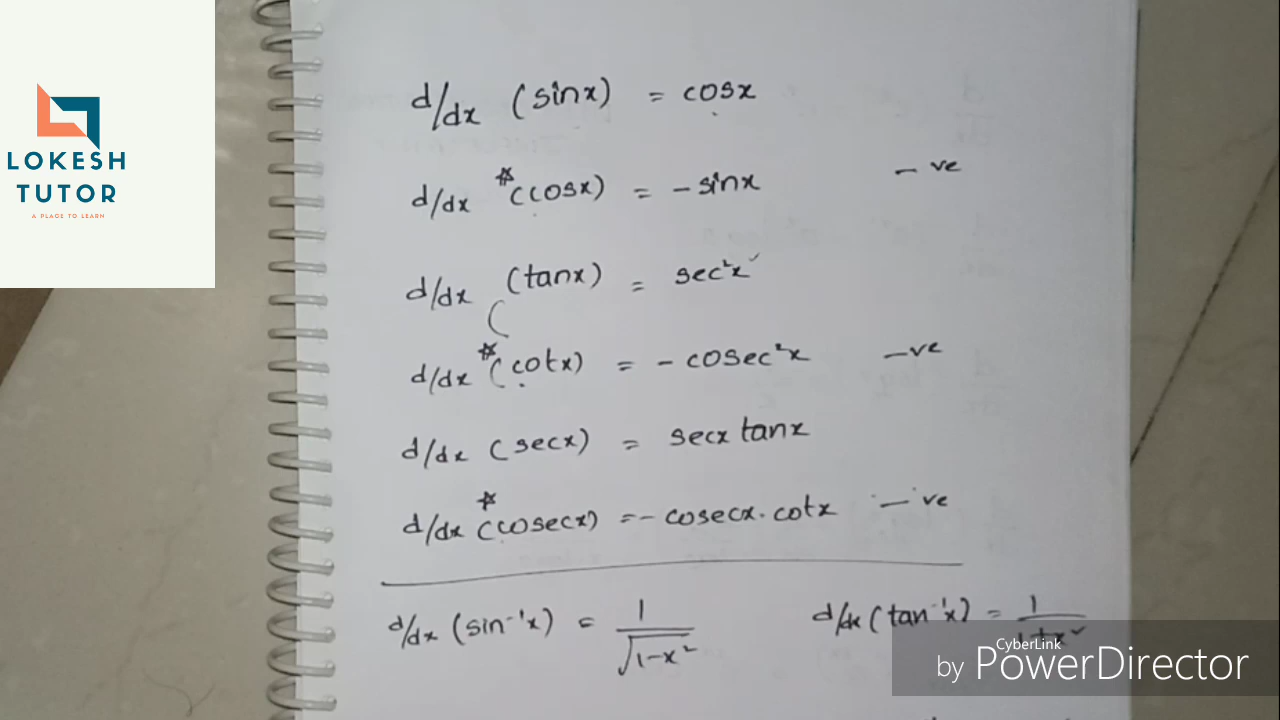 LOKESH
TUTOR
A PLACE TO LEARN
d/dx (sinx) = cosx
d/dx (cosx) = -sinx -ve
d/dx (tanx) = sec²x
d/dx (cotx) = -cosec²x -ve
d/dx (secx) = secx tanx
d/dx (cosecx) = -cosecx.cotx -ve
d/dx (sin⁻¹x) = 1/√1-x² d/dx (tan⁻¹x) = 1/1+x²
CyberLink
by PowerDirector